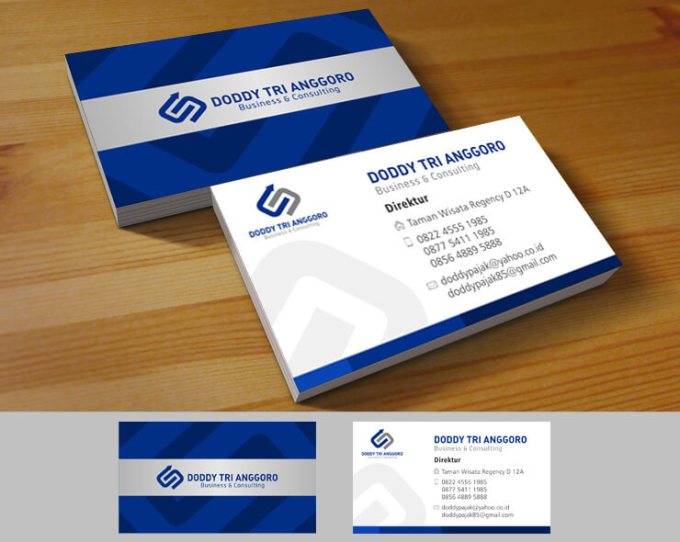 DODDY TRI ANGGORO
Business & Consulting
DODDY TRI ANGGORO
Business & Consulting
DODDY TRI ANGGORO
Business & Consulting
Direktur
Taman Wisata Regency D 12A
0822 4555 1985
0877 5411 1985
0856 4889 5888
doddypajak@yahoo.co.id
doddypajak85@gmail.com
DODDY TRI ANGGORO
Business & Consulting
DODDY TRI ANGGORO
DODDY TRI ANGGORO
Business & Consulting
Direktur
Taman Wisata Regency D 12A
0822 4555 1985
0877 5411 1985
0856 4889 5888
doddypajak@yahoo.co.id
doddypajak85@gmail.com